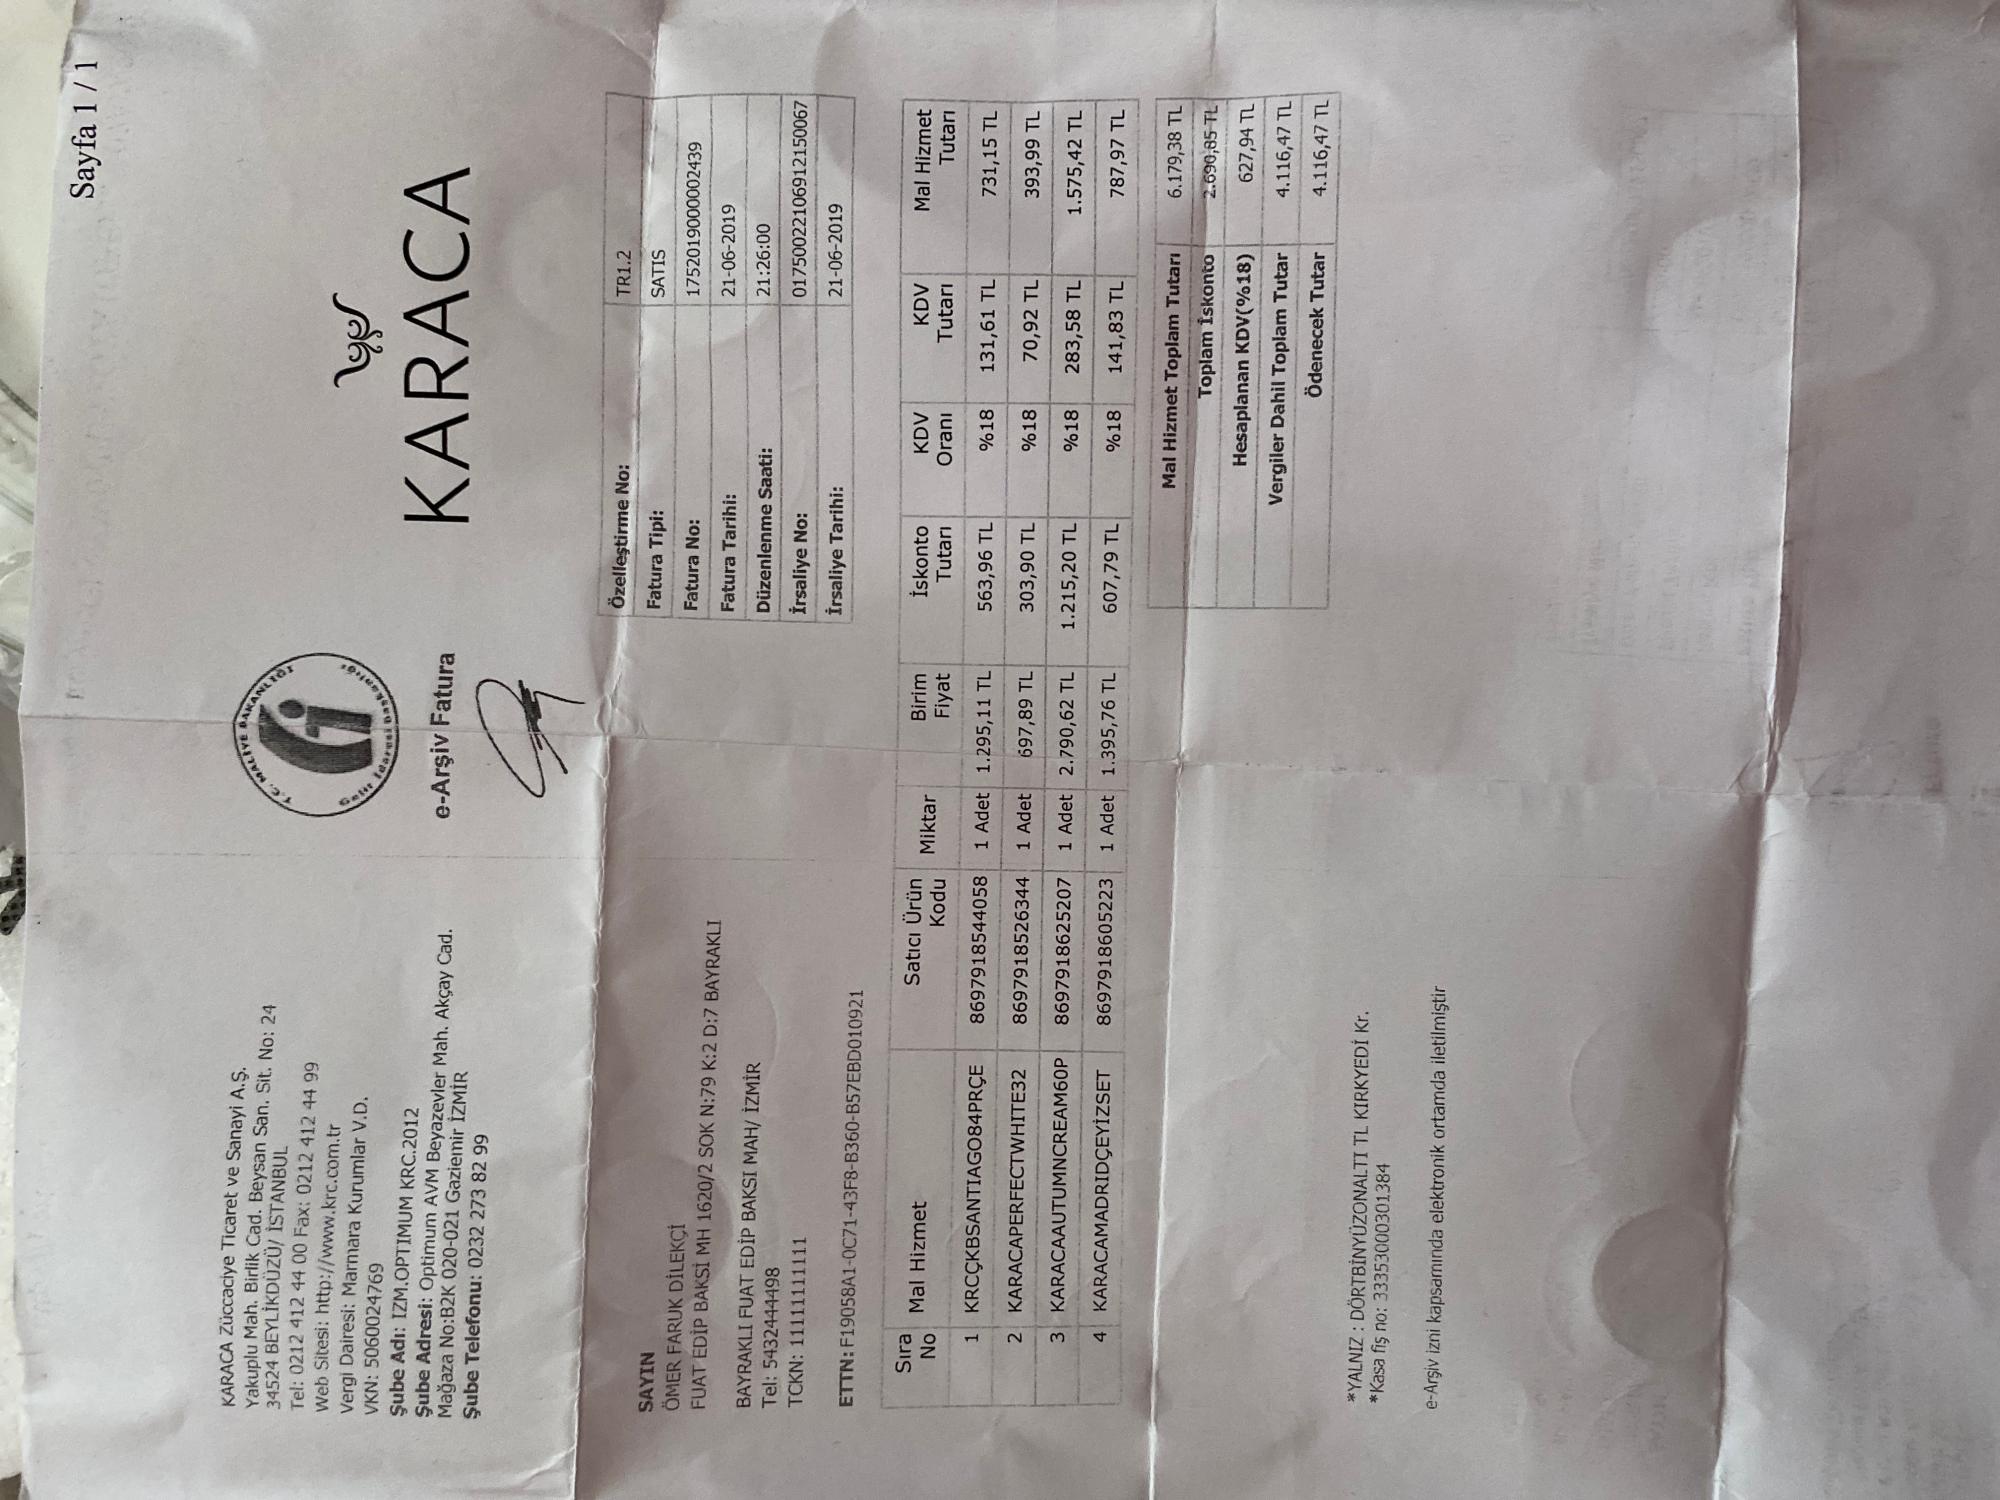 Sayfa 1 / 1
KARACA Züccaciye Ticaret ve Sanayi A.Ş.
Yakuplu Mah. Birlik Cad. Beysan San. Sit. No: 24
34524 BEYLİKDÜZÜ/ İSTANBUL
Tel: 0212 412 44 00 Fax: 0212 412 44 99
Web Sitesi: http://www.krc.com.tr
Vergi Dairesi: Marmara Kurumlar V.D.
VKN: 5060024769
Şube Adı: IZM.OPTIMUM KRC.2012
Şube Adresi: Optimum AVM Beyazevler Mah. Akçay Cad.
Mağaza No:B2K 020-021 Gaziemir İZMİR
Şube Telefonu: 0232 273 82 99
T.C. MALİYE BAKANLIĞI
Gelir İdaresi Başkanlığı
e-Arşiv Fatura
KARACA
SAYIN
ÖMER FARUK DİLEKÇİ
FUAT EDİP BAKSİ MH 1620/2 SOK N:79 K:2 D:7 BAYRAKLI
BAYRAKLI FUAT EDİP BAKSI MAH/ İZMİR
Tel: 5432444498
TCKN: 11111111111
ETTN: F19058A1-0C71-43F8-B360-B57EBD010921
Özelleştirme No: TR1.2
Fatura Tipi: SATIS
Fatura No: 1752019000002439
Fatura Tarihi: 21-06-2019
Düzenlenme Saati: 21:26:00
İrsaliye No: 0175002210691215​0067
İrsaliye Tarihi: 21-06-2019
Sıra No Mal Hizmet Satıcı Ürün Kodu Miktar Birim Fiyat İskonto Tutarı KDV Oranı KDV Tutarı Mal Hizmet Tutarı
1 KRCÇKBSANTIAGO84PRÇE 8697918544058 1 Adet 1.295,11 TL 563,96 TL %18 131,61 TL 731,15 TL
2 KARACAPERFECTWHITE32 8697918526344 1 Adet 697,89 TL 303,90 TL %18 70,92 TL 393,99 TL
3 KARACAAUTUMNCREAM60P 8697918625207 1 Adet 2.790,62 TL 1.215,20 TL %18 283,58 TL 1.575,42 TL
4 KARACAMADRIDÇEYİZSET 8697918605223 1 Adet 1.395,76 TL 607,79 TL %18 141,83 TL 787,97 TL
Mal Hizmet Toplam Tutarı 6.179,38 TL
Toplam İskonto 2.690,85 TL
Hesaplanan KDV(%18) 627,94 TL
Vergiler Dahil Toplam Tutar 4.116,47 TL
Ödenecek Tutar 4.116,47 TL
*YALNIZ : DÖRTBİNYÜZONALTI TL KIRKYEDİ Kr.
*Kasa fiş no: 33353000301384
e-Arşiv izni kapsamında elektronik ortamda iletilmiştir